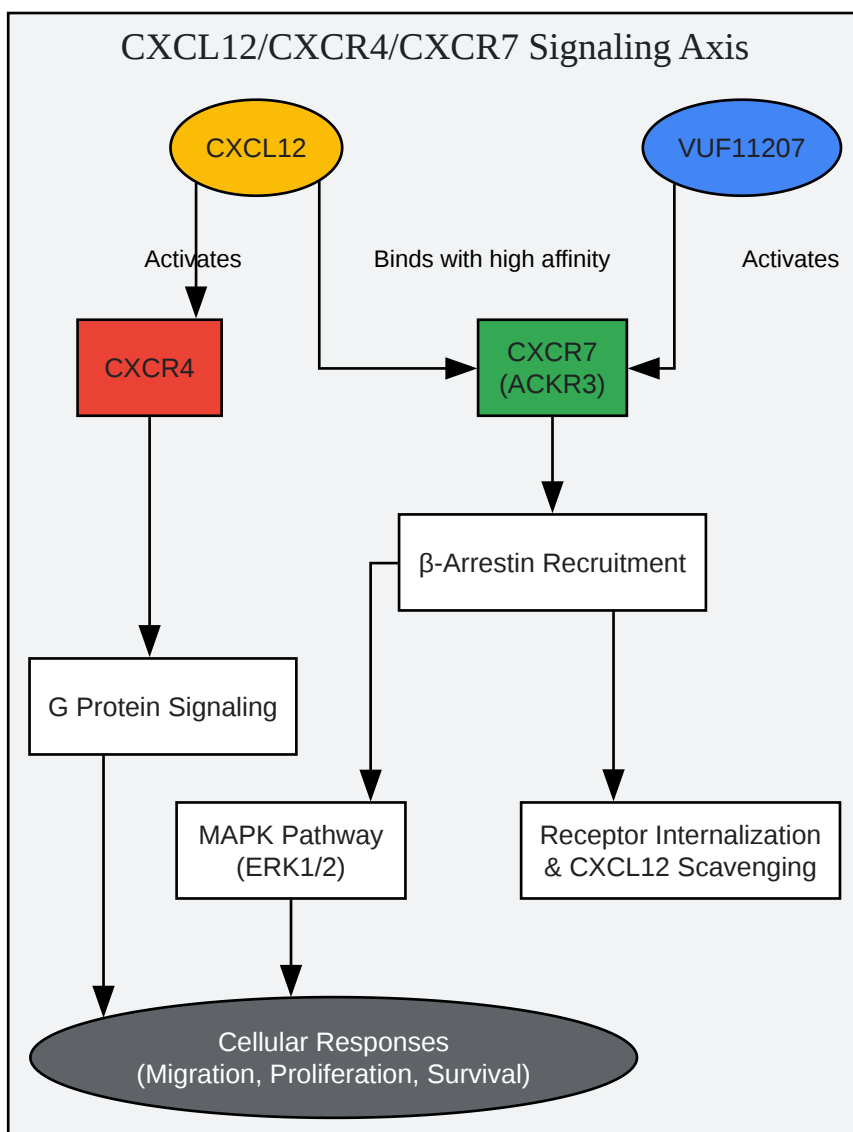 CXCL12/CXCR4/CXCR7 Signaling Axis
CXCL12
VUF11207
Activates
Binds with high affinity
Activates
CXCR4
CXCR7
(ACKR3)
β-Arrestin Recruitment
G Protein Signaling
MAPK Pathway
(ERK1/2)
Receptor Internalization
& CXCL12 Scavenging
Cellular Responses
(Migration, Proliferation, Survival)